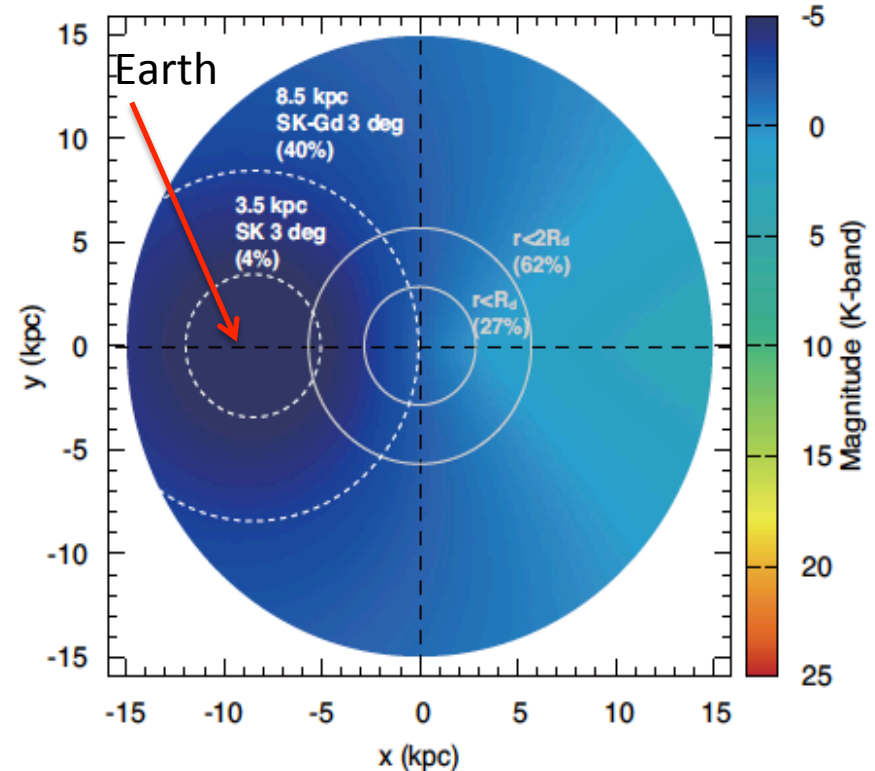 Earth
8.5 kpc
SK-Gd 3 deg
(40%)
3.5 kpc
SK 3 deg
(4%)
r<2Rd
(62%)
r<Rd
(27%)
15
10
5
0
-5
-10
-15
y (kpc)
-15 -10 -5 0 5 10 15
x (kpc)
-5
0
5
10
15
20
25
Magnitude (K-band)